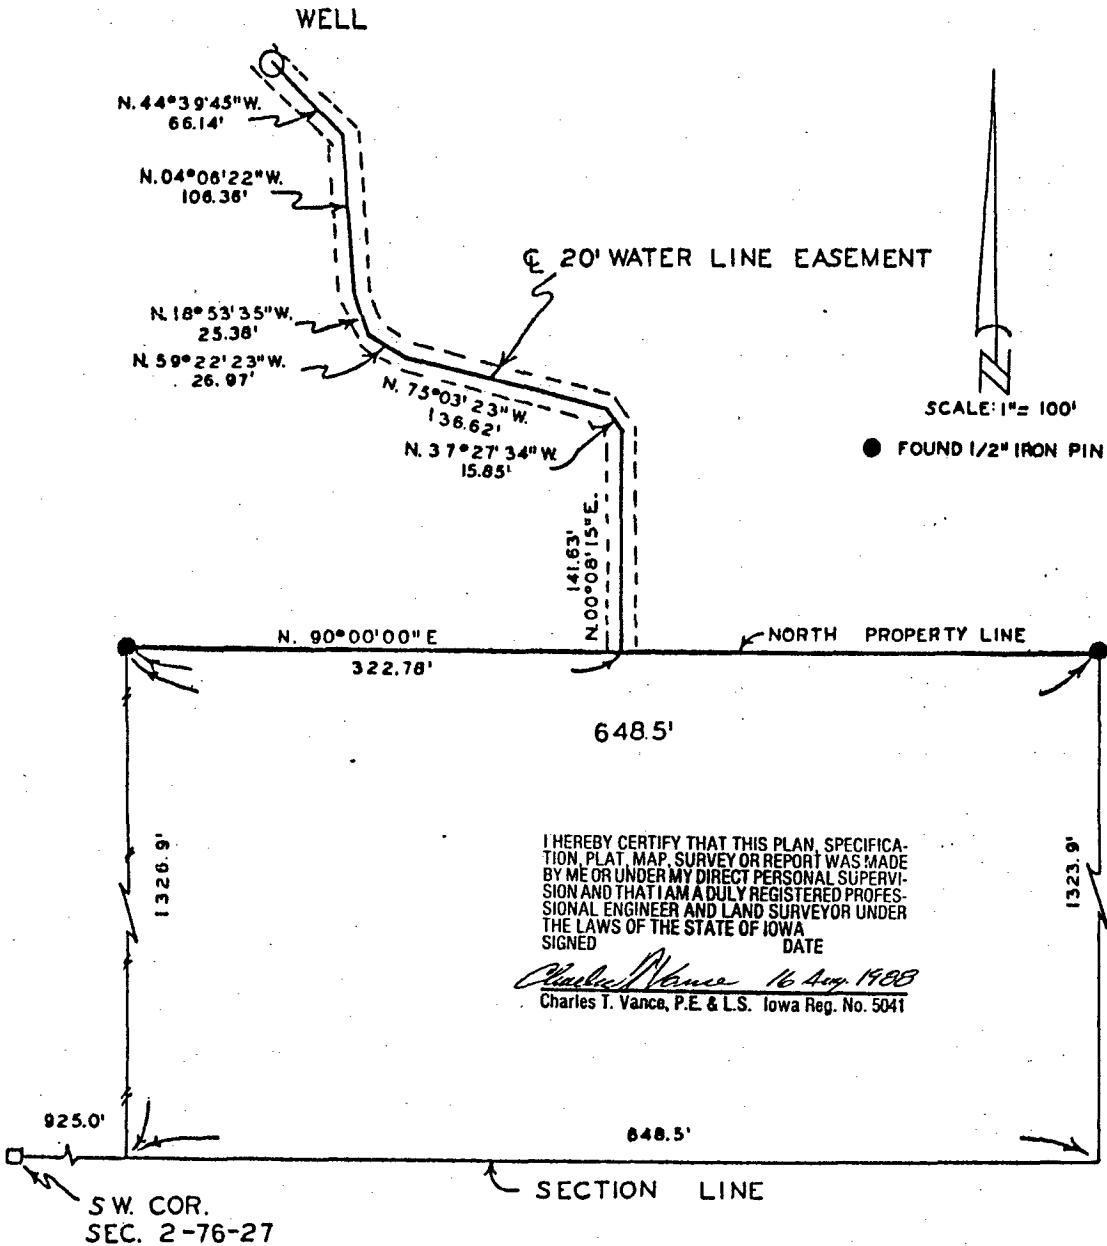 WELL
N. 44°39'45"W.
66.14'
N. 04°06'22"W.
106.36'
℄ 20' WATER LINE EASEMENT
N. 18°53'35"W.
25.38'
N. 59°22'23"W.
26.97'
N. 75°03'23"W.
136.62'
N. 37°27'34"W.
15.85'
SCALE: 1"= 100'
FOUND 1/2" IRON PIN
141.63'
N.00°08'15"E.
N. 90°00'00" E
322.78'
NORTH PROPERTY LINE
648.5'
1326.9'
1323.9'
I HEREBY CERTIFY THAT THIS PLAN, SPECIFICA-
TION, PLAT, MAP, SURVEY OR REPORT WAS MADE
BY ME OR UNDER MY DIRECT PERSONAL SUPERVI-
SION AND THAT I AM A DULY REGISTERED PROFES-
SIONAL ENGINEER AND LAND SURVEYOR UNDER
THE LAWS OF THE STATE OF IOWA
SIGNED DATE
Charles T Vance 16 Aug. 1988
Charles T. Vance, P.E. & L.S. Iowa Reg. No. 5041
925.0'
648.5'
SECTION LINE
S W. COR.
SEC. 2-76-27